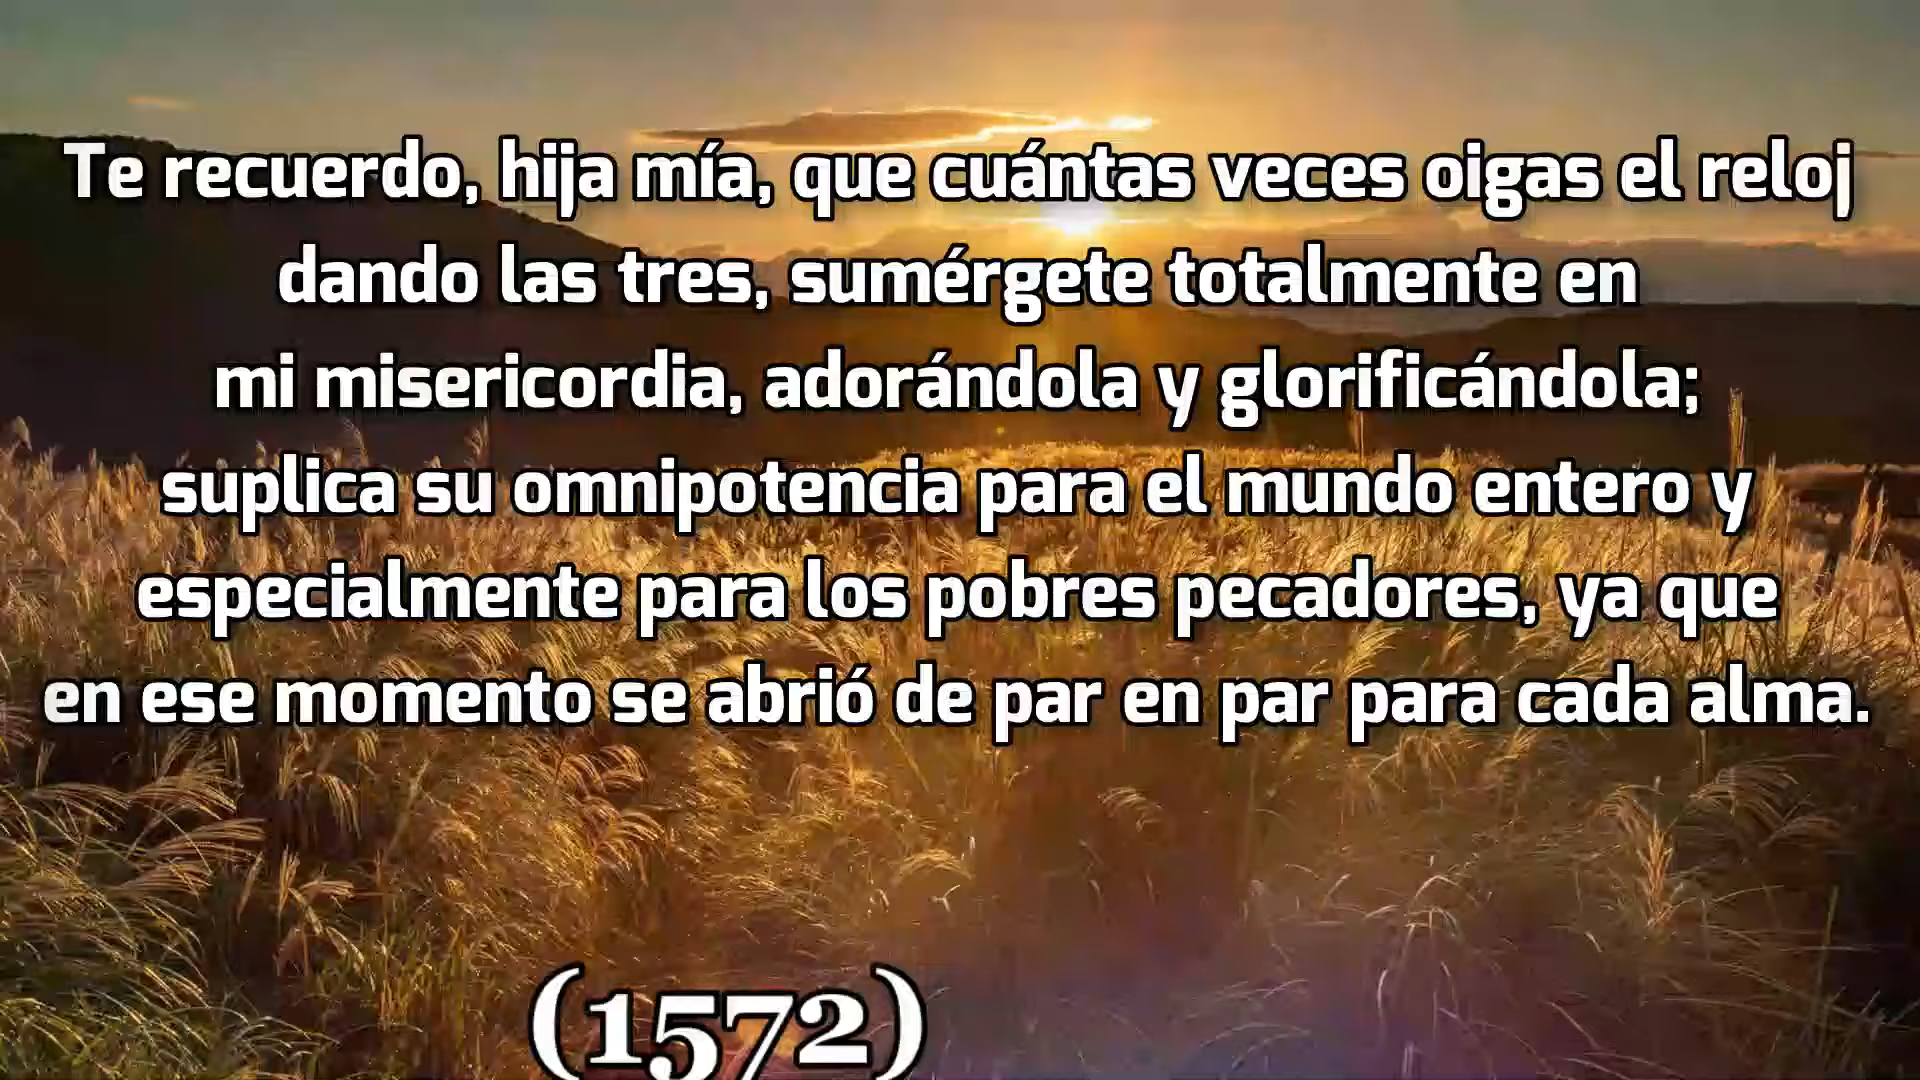 Te recuerdo, hija mía, que cuántas veces oigas el reloj
dando las tres, sumérgete totalmente en
mi misericordia, adorándola y glorificándola;
suplica su omnipotencia para el mundo entero y
especialmente para los pobres pecadores, ya que
en ese momento se abrió de par en par para cada alma.
(1572)